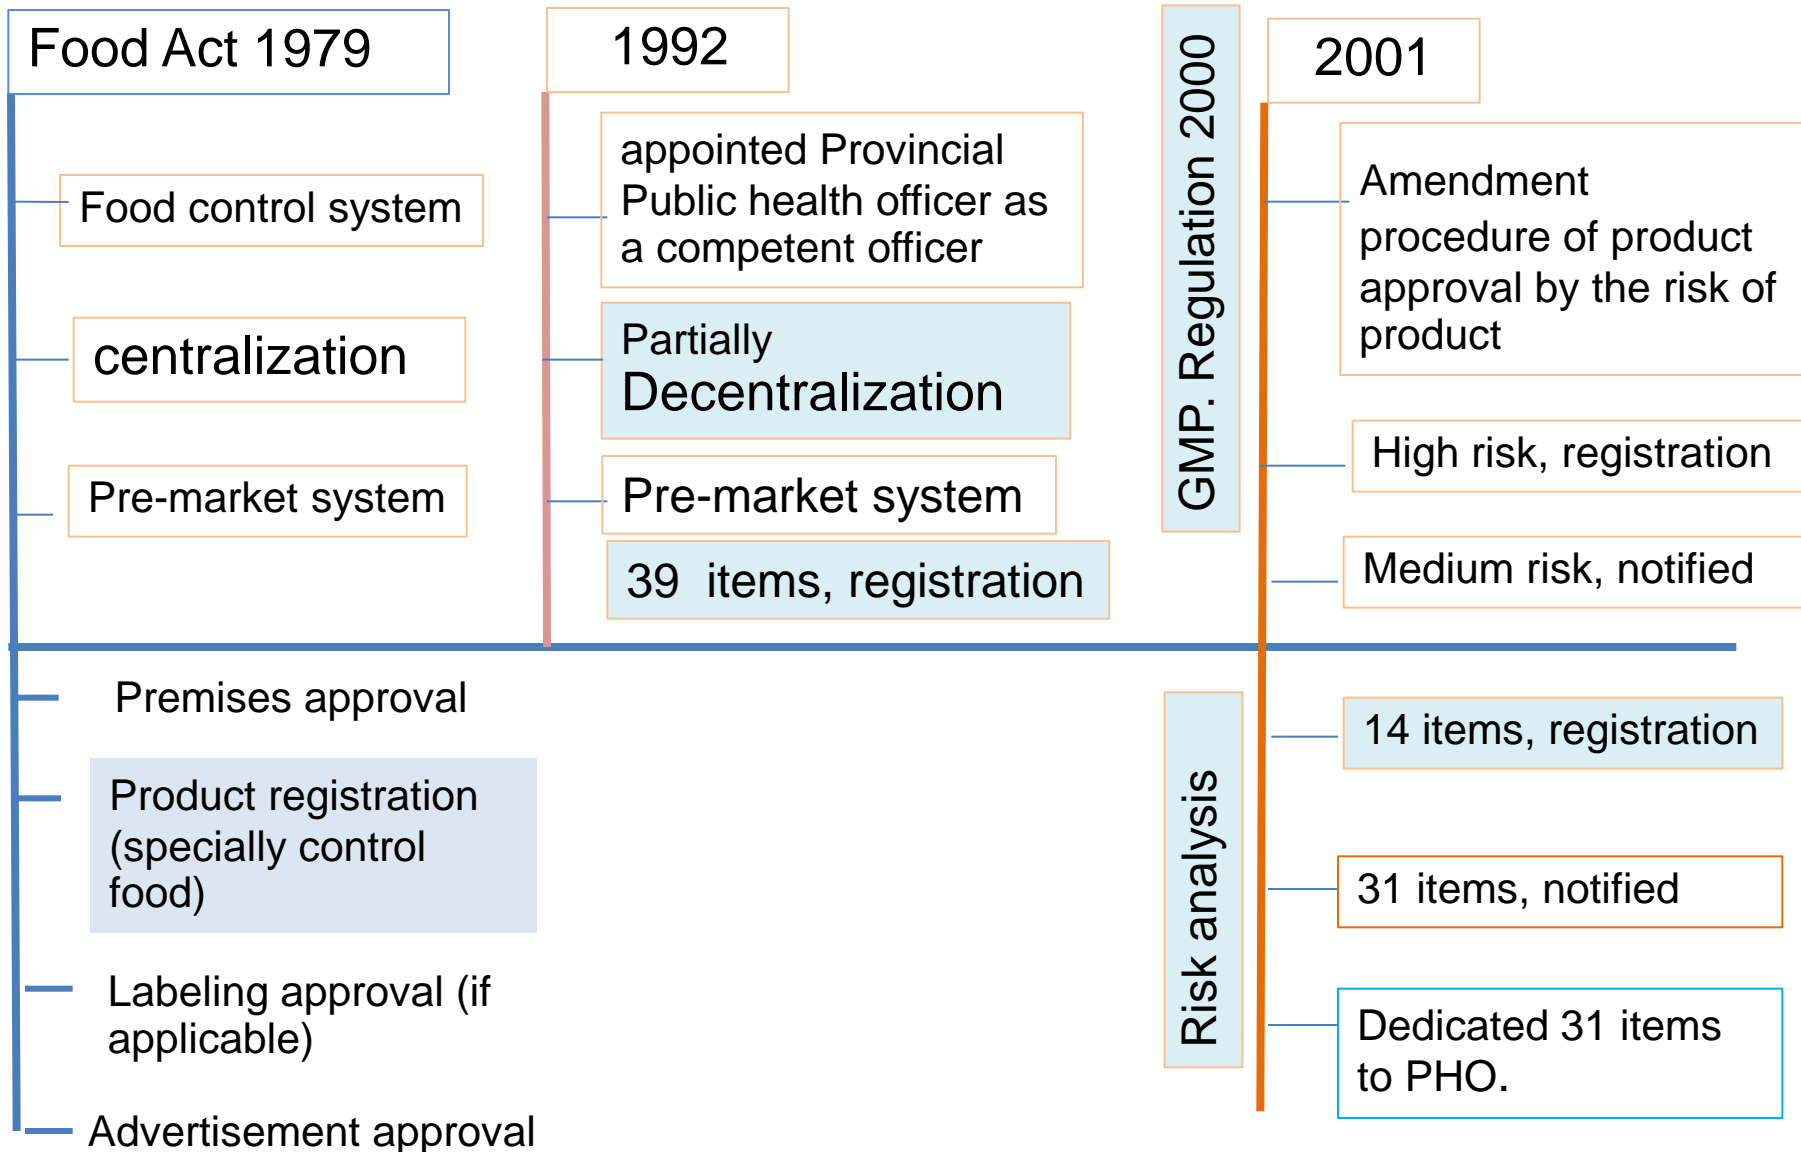 Food Act 1979
Food control system
centralization
Pre-market system
Premises approval
Product registration
(specially control
food)
Labeling approval (if
applicable)
Advertisement approval
1992
appointed Provincial
Public health officer as
a competent officer
Partially
Decentralization
Pre-market system
39 items, registration
GMP. Regulation 2000
Risk analysis
2001
Amendment
procedure of product
approval by the risk of
product
High risk, registration
Medium risk, notified
14 items, registration
31 items, notified
Dedicated 31 items
to PHO.